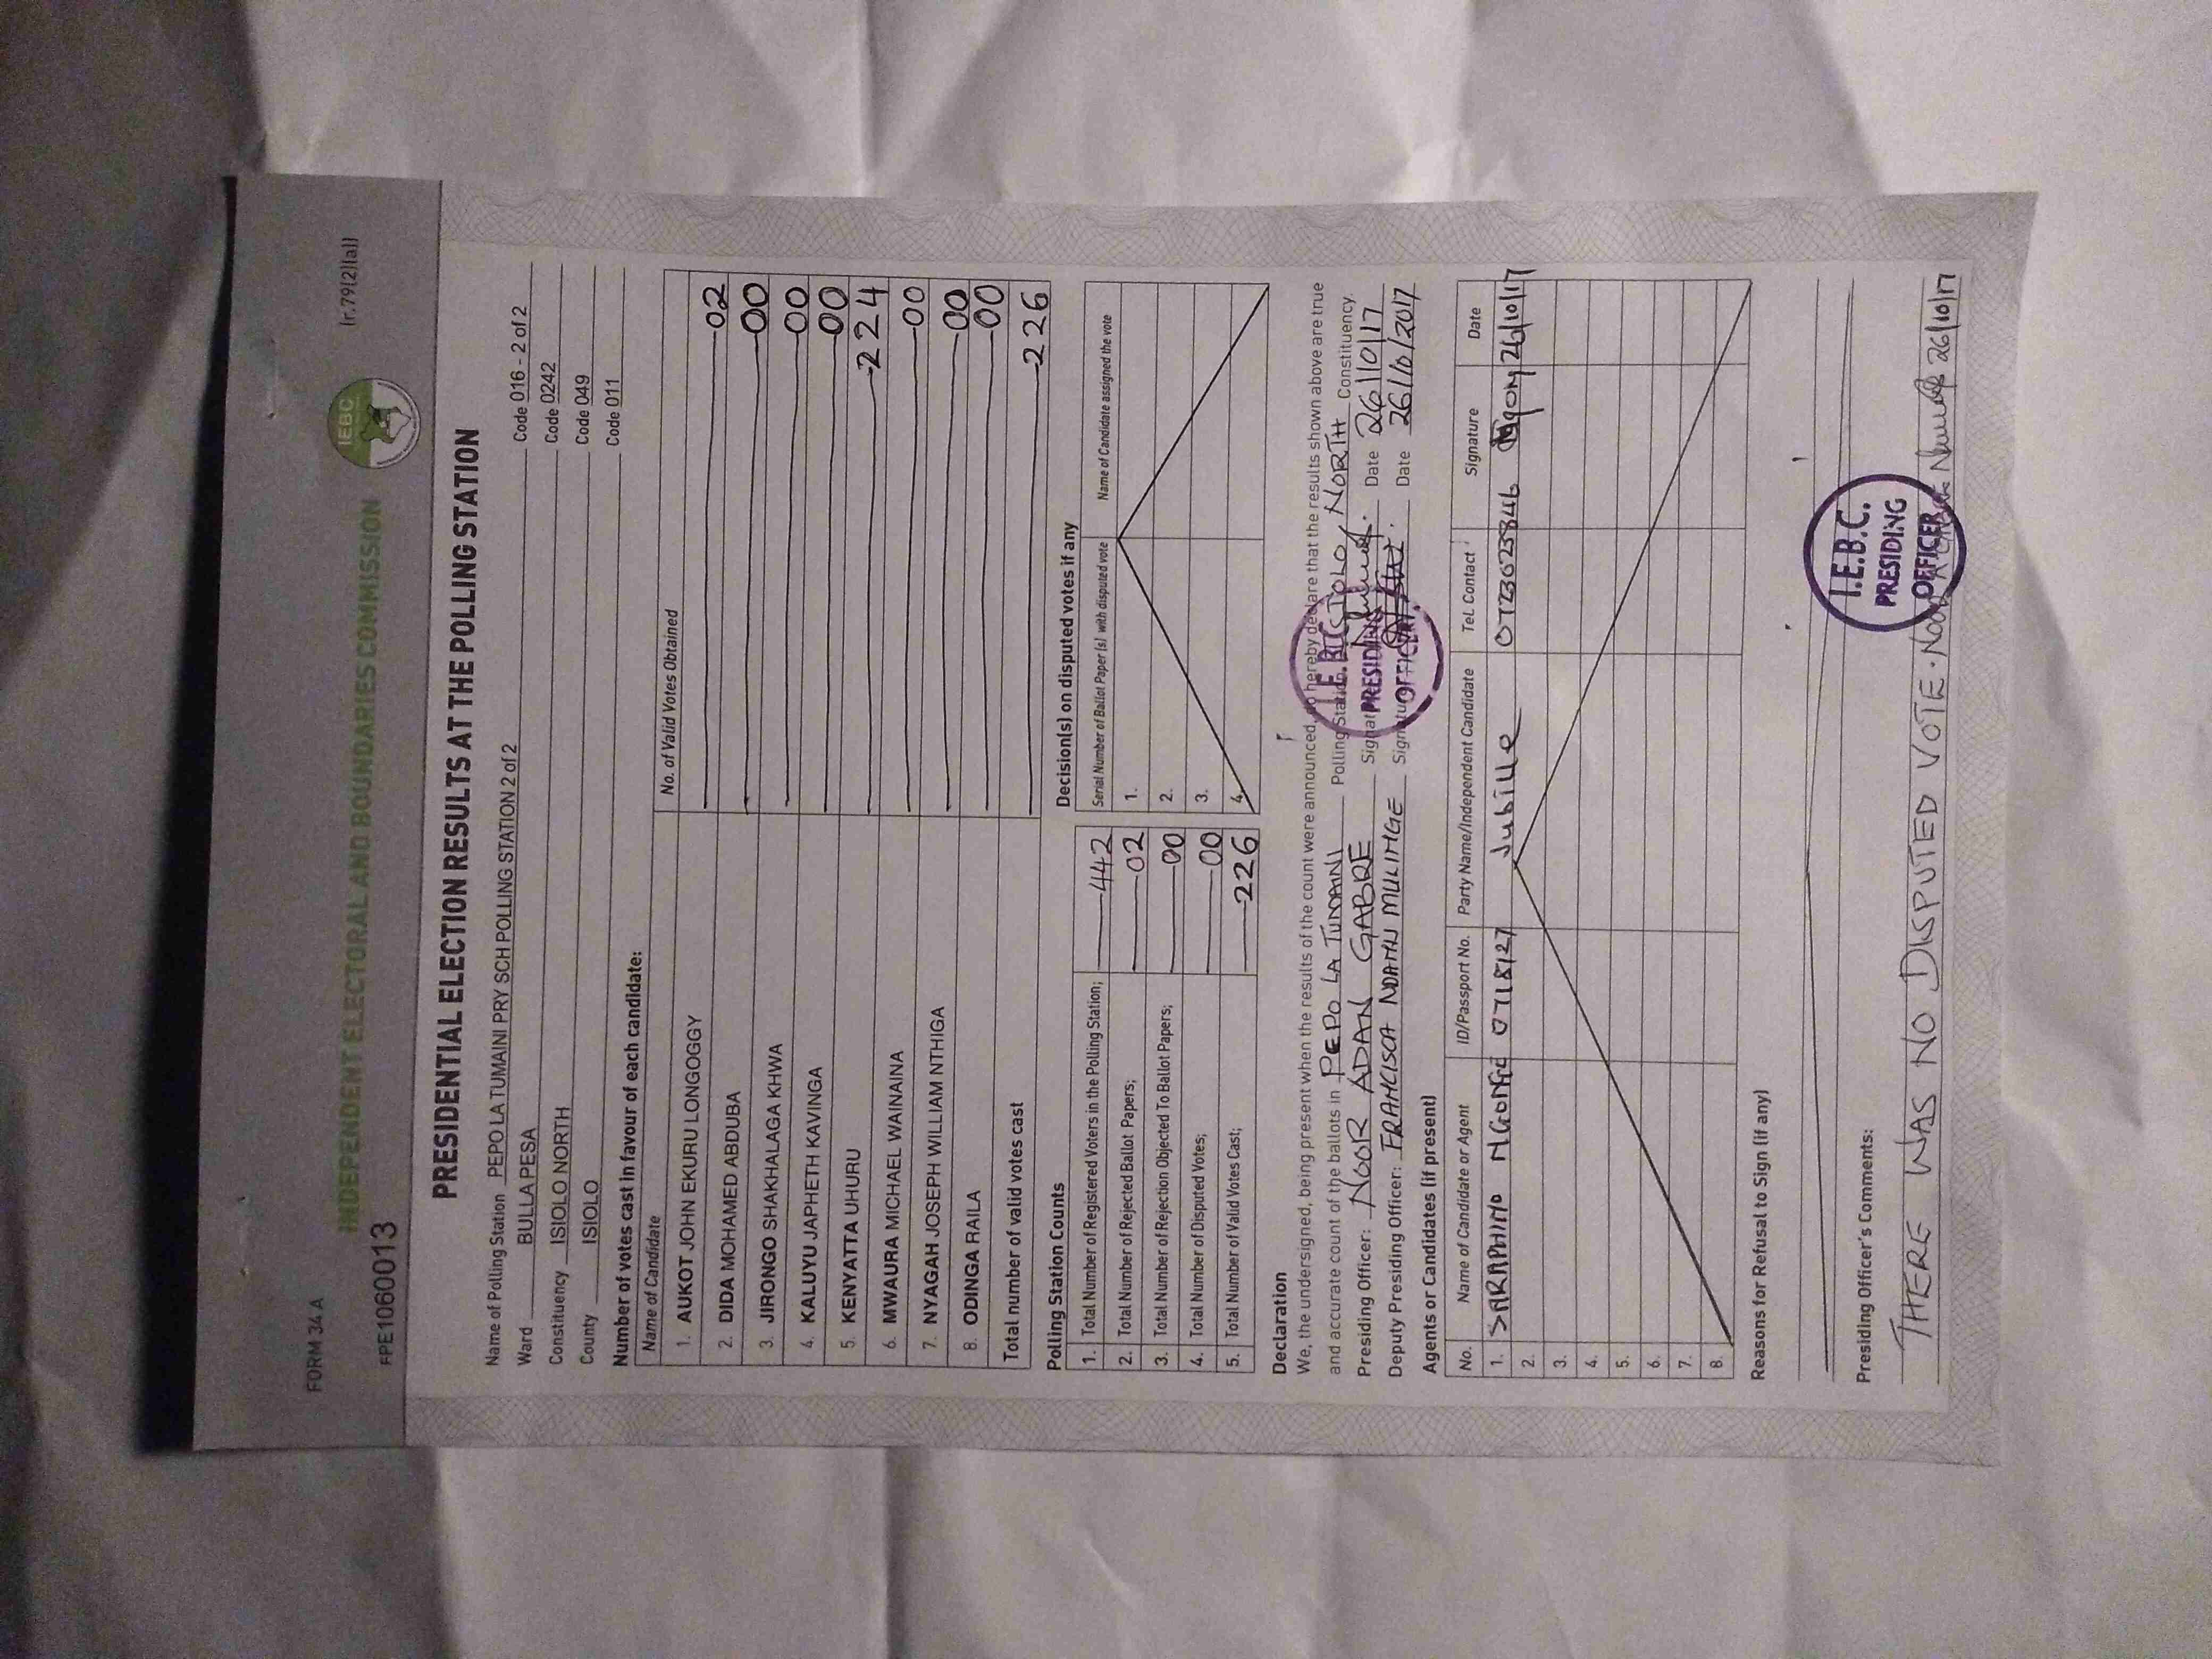 FORM 34 A
(r.79(2)(a))
INDEPENDENT ELECTORAL AND BOUNDARIES COMMISSION
IEBC
FPE1060013
PRESIDENTIAL ELECTION RESULTS AT THE POLLING STATION
Name of Polling Station PEPO LA TUMAINI PRY SCH POLLING STATION 2 of 2 Code 016 - 2 of 2
Ward BULLA PESA Code 0242
Constituency ISIOLO NORTH Code 049
County ISIOLO Code 011
Number of votes cast in favour of each candidate:
Name of Candidate No. of Valid Votes Obtained
1. AUKOT JOHN EKURU LONGOGGY 02
2. DIDA MOHAMED ABDUBA 00
3. JIRONGO SHAKHALAGA KHWA 00
4. KALUYU JAPHETH KAVINGA 00
5. KENYATTA UHURU 224
6. MWAURA MICHAEL WAINAINA 00
7. NYAGAH JOSEPH WILLIAM NTHIGA 00
8. ODINGA RAILA 00
Total number of valid votes cast 226
Polling Station Counts
1. Total Number of Registered Voters in the Polling Station; 442
2. Total Number of Rejected Ballot Papers; 02
3. Total Number of Rejection Objected To Ballot Papers; 00
4. Total Number of Disputed Votes; 00
5. Total Number of Valid Votes Cast; 226
Decision(s) on disputed votes if any
Serial Number of Ballot Paper (s) with disputed vote Name of Candidate assigned the vote
1.
2.
3.
4.
Declaration
We, the undersigned, being present when the results of the count were announced, do hereby declare that the results shown above are true
and accurate count of the ballots in PEPO LA TUMAINI Polling Station, ISIOLO NORTH Constituency.
Presiding Officer: NOOR ADAN GABRE Signature Date 26/10/17
Deputy Presiding Officer: FRANCISCA NDAMU MULINGE Signature Date 26/10/2017
I.E.B.C.
PRESIDING
OFFICER
Agents or Candidates (if present)
No. Name of Candidate or Agent ID/Passport No. Party Name/Independent Candidate Tel. Contact Signature Date
1. SARAPHINO 0718127 Jubille 0723023846 26/10/17
2.
3.
4.
5.
6.
7.
8.
Reasons for Refusal to Sign (if any)
Presiding Officer's Comments:
THERE WAS NO DISPUTED VOTE. 26/10/17
I.E.B.C.
PRESIDING
OFFICER